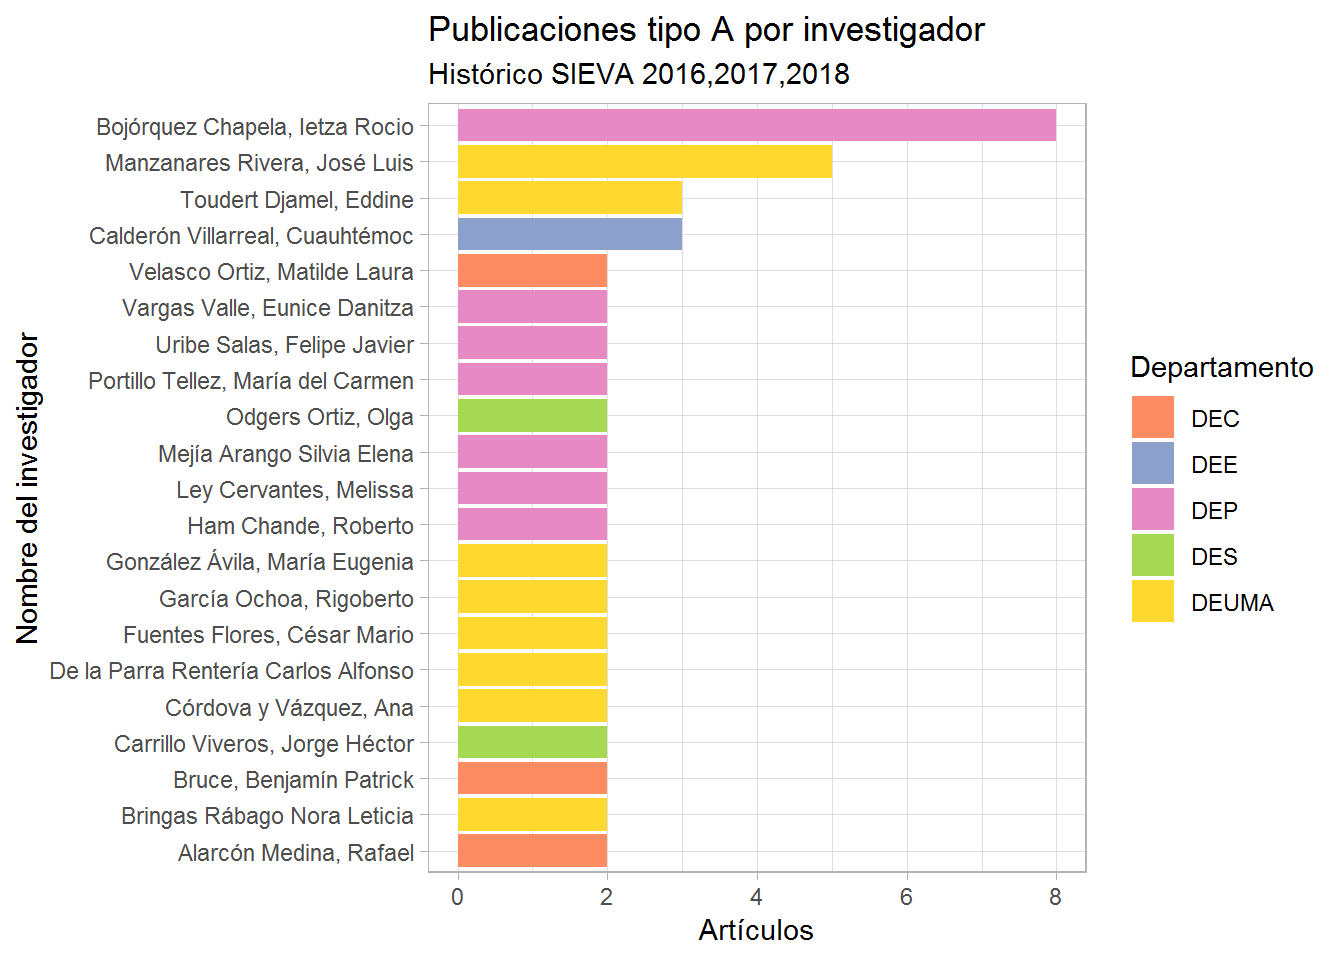 Publicaciones tipo A por investigador
Histórico SIEVA 2016,2017,2018
Nombre del investigador
Bojórquez Chapela, Ietza Rocio
Manzanares Rivera, José Luis
Toudert Djamel, Eddine
Calderón Villarreal, Cuauhtémoc
Velasco Ortiz, Matilde Laura
Vargas Valle, Eunice Danitza
Uribe Salas, Felipe Javier
Portillo Tellez, María del Carmen
Odgers Ortiz, Olga
Mejía Arango Silvia Elena
Ley Cervantes, Melissa
Ham Chande, Roberto
González Ávila, María Eugenia
García Ochoa, Rigoberto
Fuentes Flores, César Mario
De la Parra Rentería Carlos Alfonso
Córdova y Vázquez, Ana
Carrillo Viveros, Jorge Héctor
Bruce, Benjamín Patrick
Bringas Rábago Nora Leticia
Alarcón Medina, Rafael
0 2 4 6 8
Artículos
Departamento
DEC
DEE
DEP
DES
DEUMA